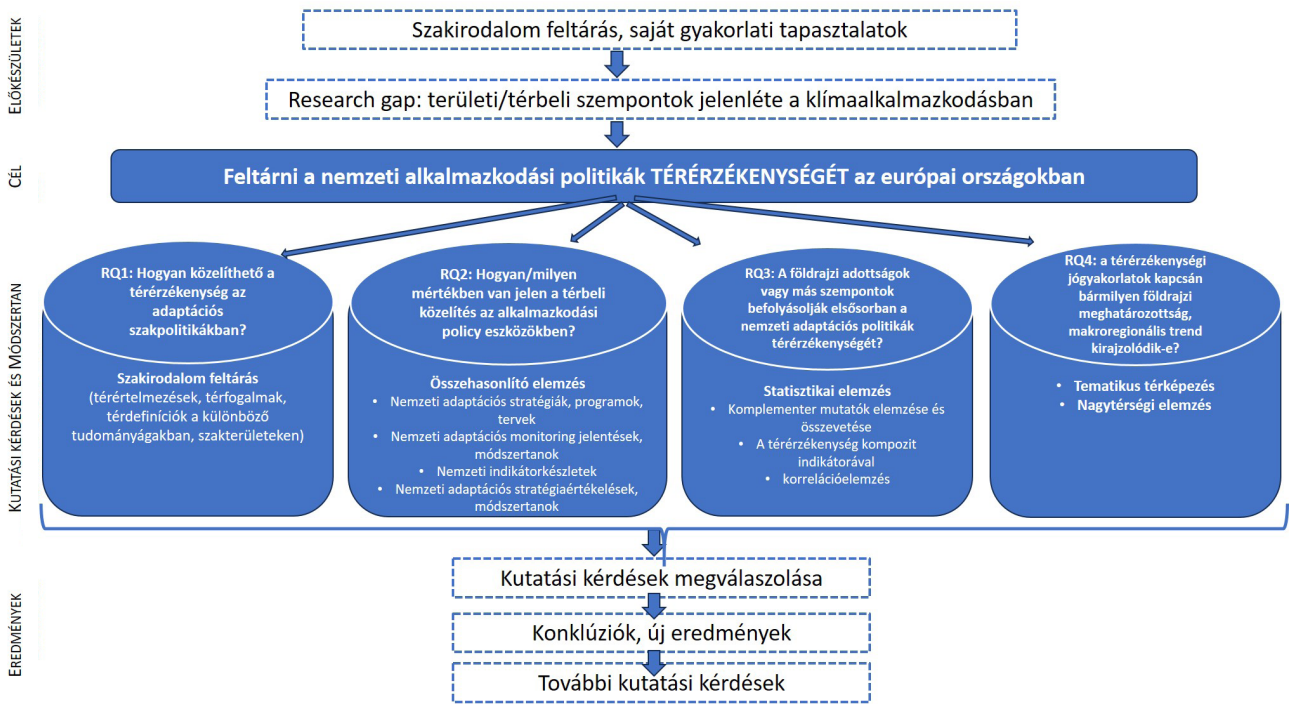 ELŐKÉSZÜLETEK
Szakirodalom feltárás, saját gyakorlati tapasztalatok
Research gap: területi/térbeli szempontok jelenléte a klímaalkalmazkodásban
CÉL
Feltárni a nemzeti alkalmazkodási politikák TÉRÉRZÉKENYSÉGÉT az európai országokban
KUTATÁSI KÉRDÉSEK ÉS MÓDSZERTAN
RQ1: Hogyan közelíthető a
térérzékenység az
adaptációs
szakpolitikákban?
Szakirodalom feltárás
(térértelmezések, térfogalmak,
térdefiníciók a különböző
tudományágakban, szakterületeken)
RQ2: Hogyan/milyen
mértékben van jelen a térbeli
közelítés az alkalmazkodási
policy eszközökben?
Összehasonlító elemzés
• Nemzeti adaptációs stratégiák, programok,
tervek
• Nemzeti adaptációs monitoring jelentések,
módszertanok
• Nemzeti indikátorkészletek
• Nemzeti adaptációs stratégiaértékelések,
módszertanok
RQ3: A földrajzi adottságok
vagy más szempontok
befolyásolják elsősorban a
nemzeti adaptációs politikák
térérzékenységét?
Statisztikai elemzés
• Komplementer mutatók elemzése és
összevetése
• A térérzékenység kompozit
indikátorával
• korrelációelemzés
RQ4: a térérzékenységi
jógyakorlatok kapcsán
bármilyen földrajzi
meghatározottság,
makroregionális trend
kirajzolódik-e?
• Tematikus térképezés
• Nagytérségi elemzés
EREDMÉNYEK
Kutatási kérdések megválaszolása
Konklúziók, új eredmények
További kutatási kérdések